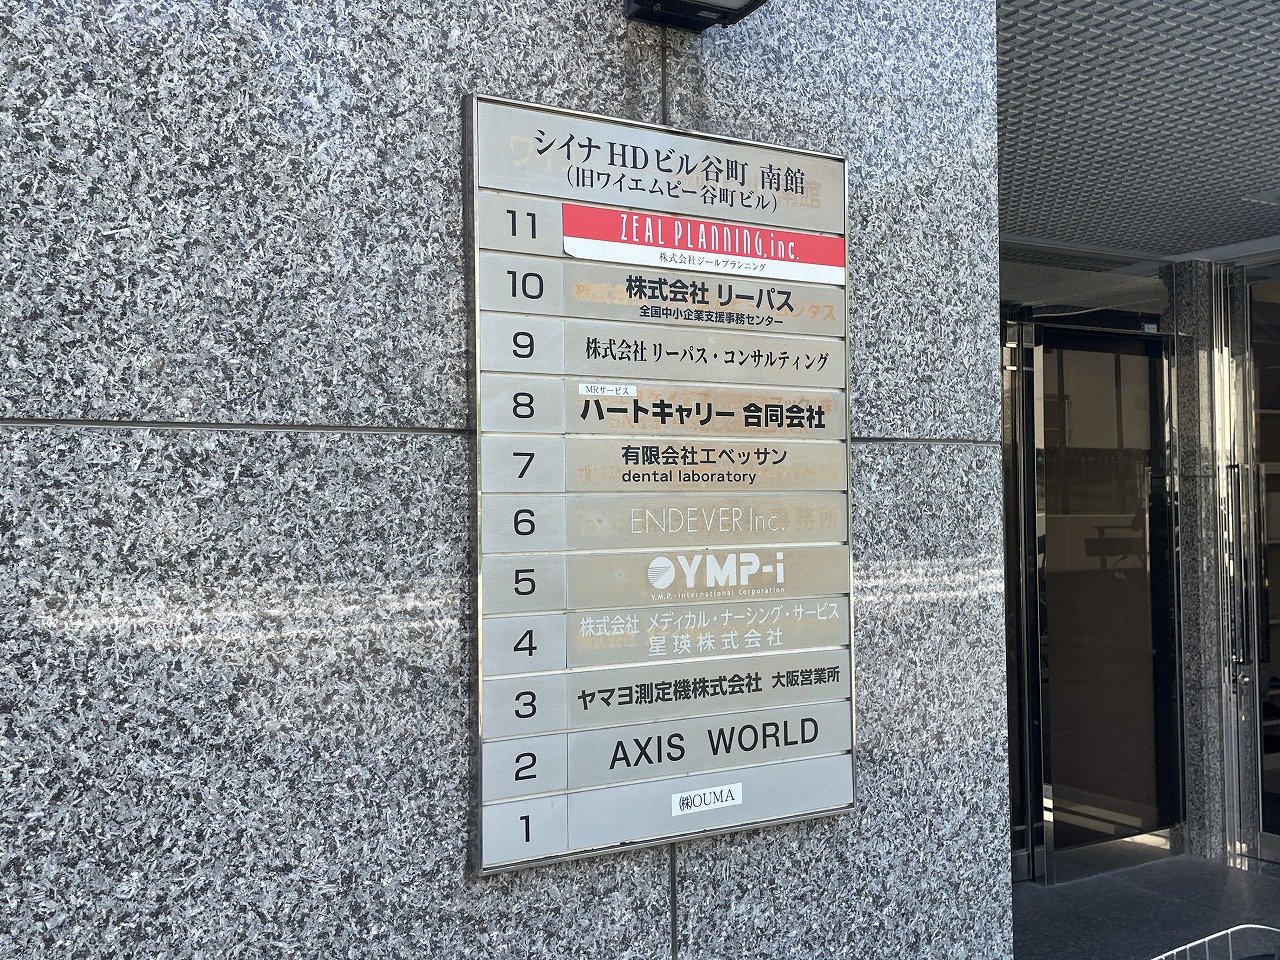 シイナHDビル谷町 南館
(旧ワイエムピー谷町ビル)
11 ZEAL PLANNING, inc.
株式会社ジールプランニング
10 株式会社 リーパス
全国中小企業支援事務センター
9 株式会社 リーパス・コンサルティング
MRサービス
8 ハートキャリー 合同会社
7 有限会社エベッサン
dental laboratory
6 ENDEVER Inc.
5 YMP-i
Y.M.P.-international Corporation
株式会社 メディカル・ナーシング・サービス
4 星瑛株式会社
3 ヤマヨ測定機株式会社 大阪営業所
2 AXIS WORLD
1 ㈱OUMA